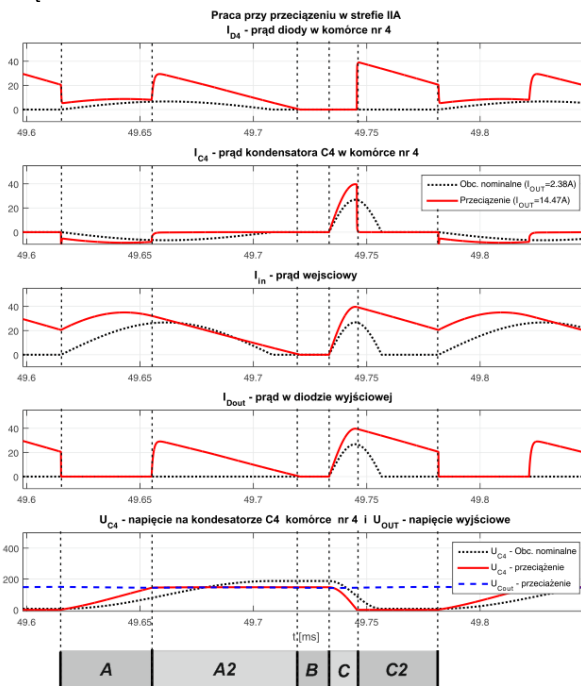 Praca przy przeciążeniu w strefie IIA
I_D4 - prąd diody w komórce nr 4
40
20
0
49.6 49.65 49.7 49.75 49.8
I_C4 - prąd kondensatora C4 w komórce nr 4
40
20
0
Obc. nominalne (I_OUT=2.38A)
Przeciążenie (I_OUT=14.47A)
49.6 49.65 49.7 49.75 49.8
I_in - prąd wejsciowy
40
20
0
49.6 49.65 49.7 49.75 49.8
I_Dout - prąd w diodzie wyjściowej
40
20
0
49.6 49.65 49.7 49.75 49.8
U_C4 - napięcie na kondesatorze C4 komórce nr 4 i U_OUT - napięcie wyjściowe
400
200
0
U_C4 - Obc. nominalne
U_C4 - przeciążenie
U_Cout - przeciażenie
49.6 49.65 49.7 49.75 49.8
t [ms]
A A2 B C C2